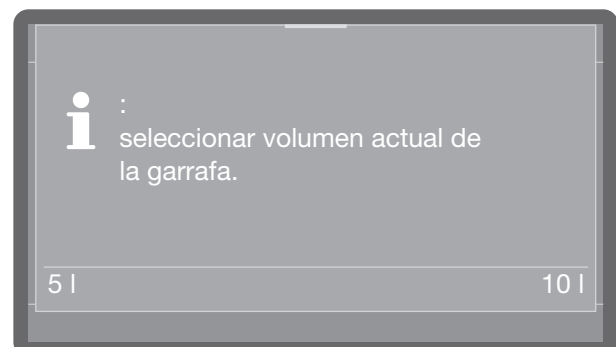 :
seleccionar volumen actual de
la garrafa.
5 l 10 l